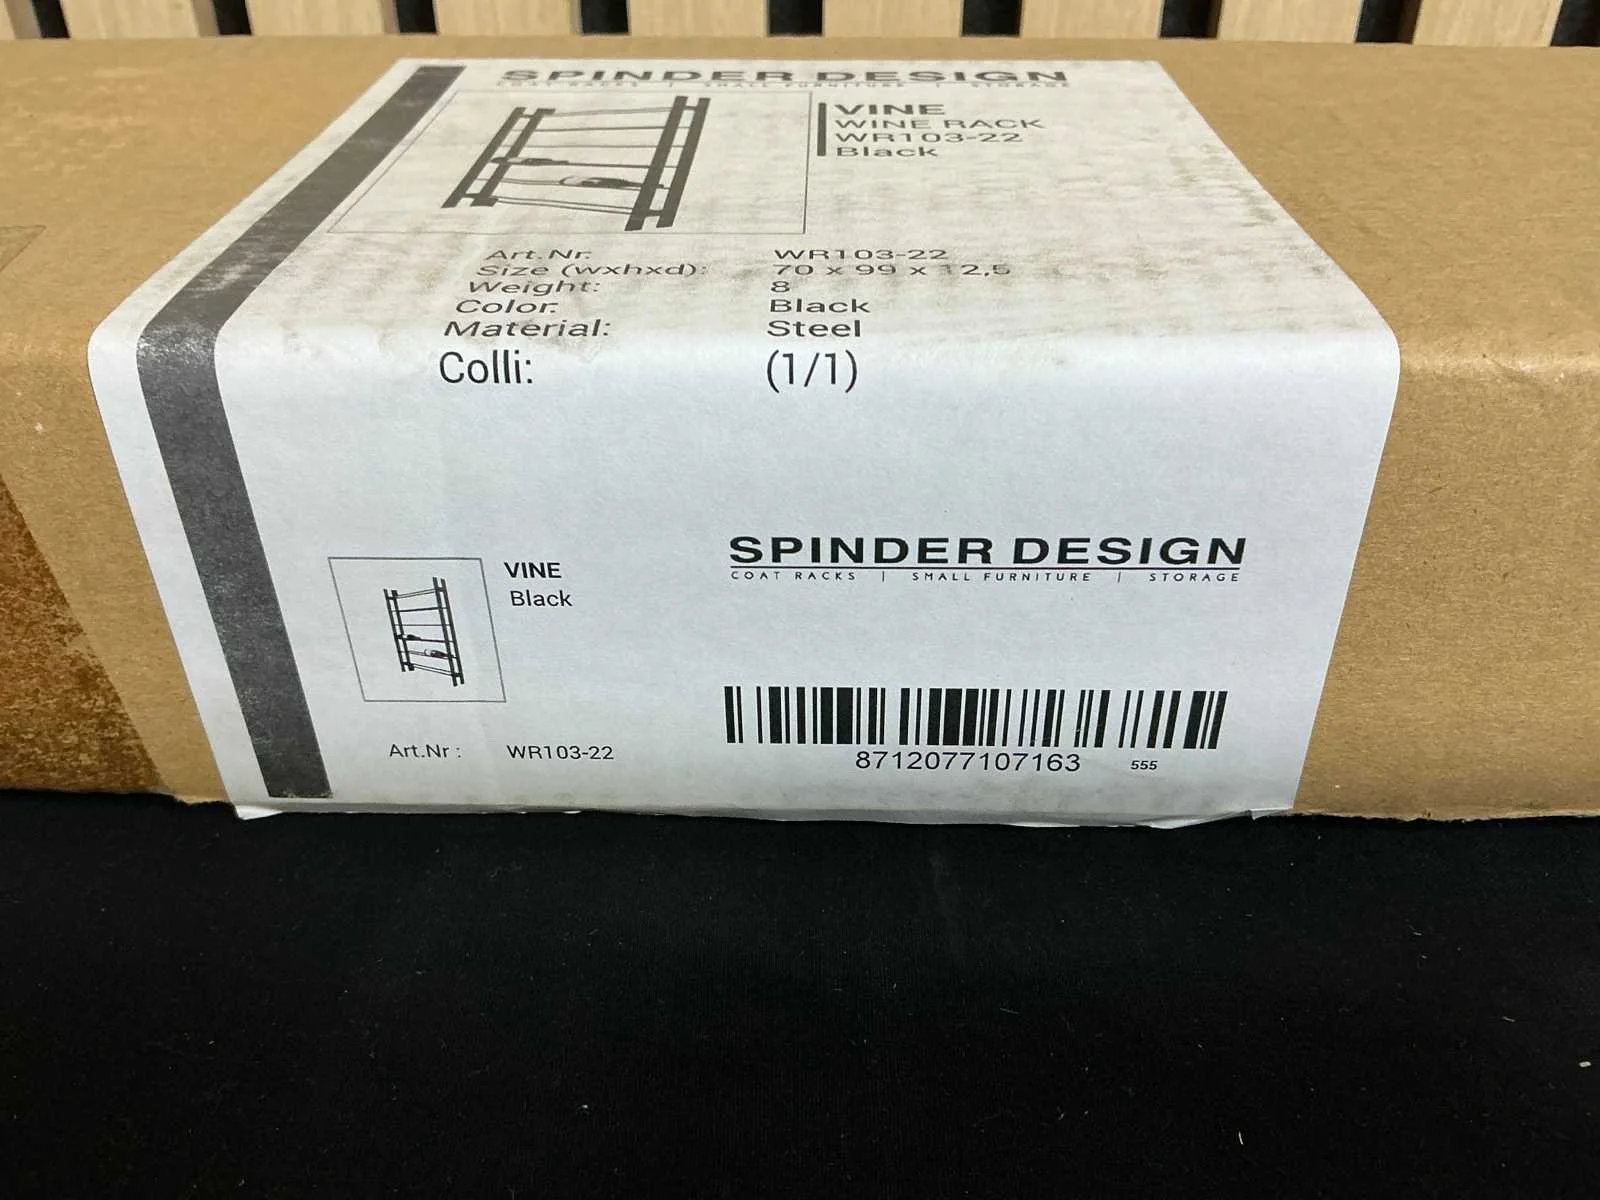 SPINDER DESIGN
COAT RACKS | SMALL FURNITURE | STORAGE
VINE
WINE RACK
WR103-22
Black
Art.Nr: WR103-22
Size (wxhxd): 70 x 99 x 12,5
Weight: 8
Color: Black
Material: Steel
Colli: (1/1)
VINE
Black
SPINDER DESIGN
COAT RACKS | SMALL FURNITURE | STORAGE
Art.Nr : WR103-22
8712077107163 555